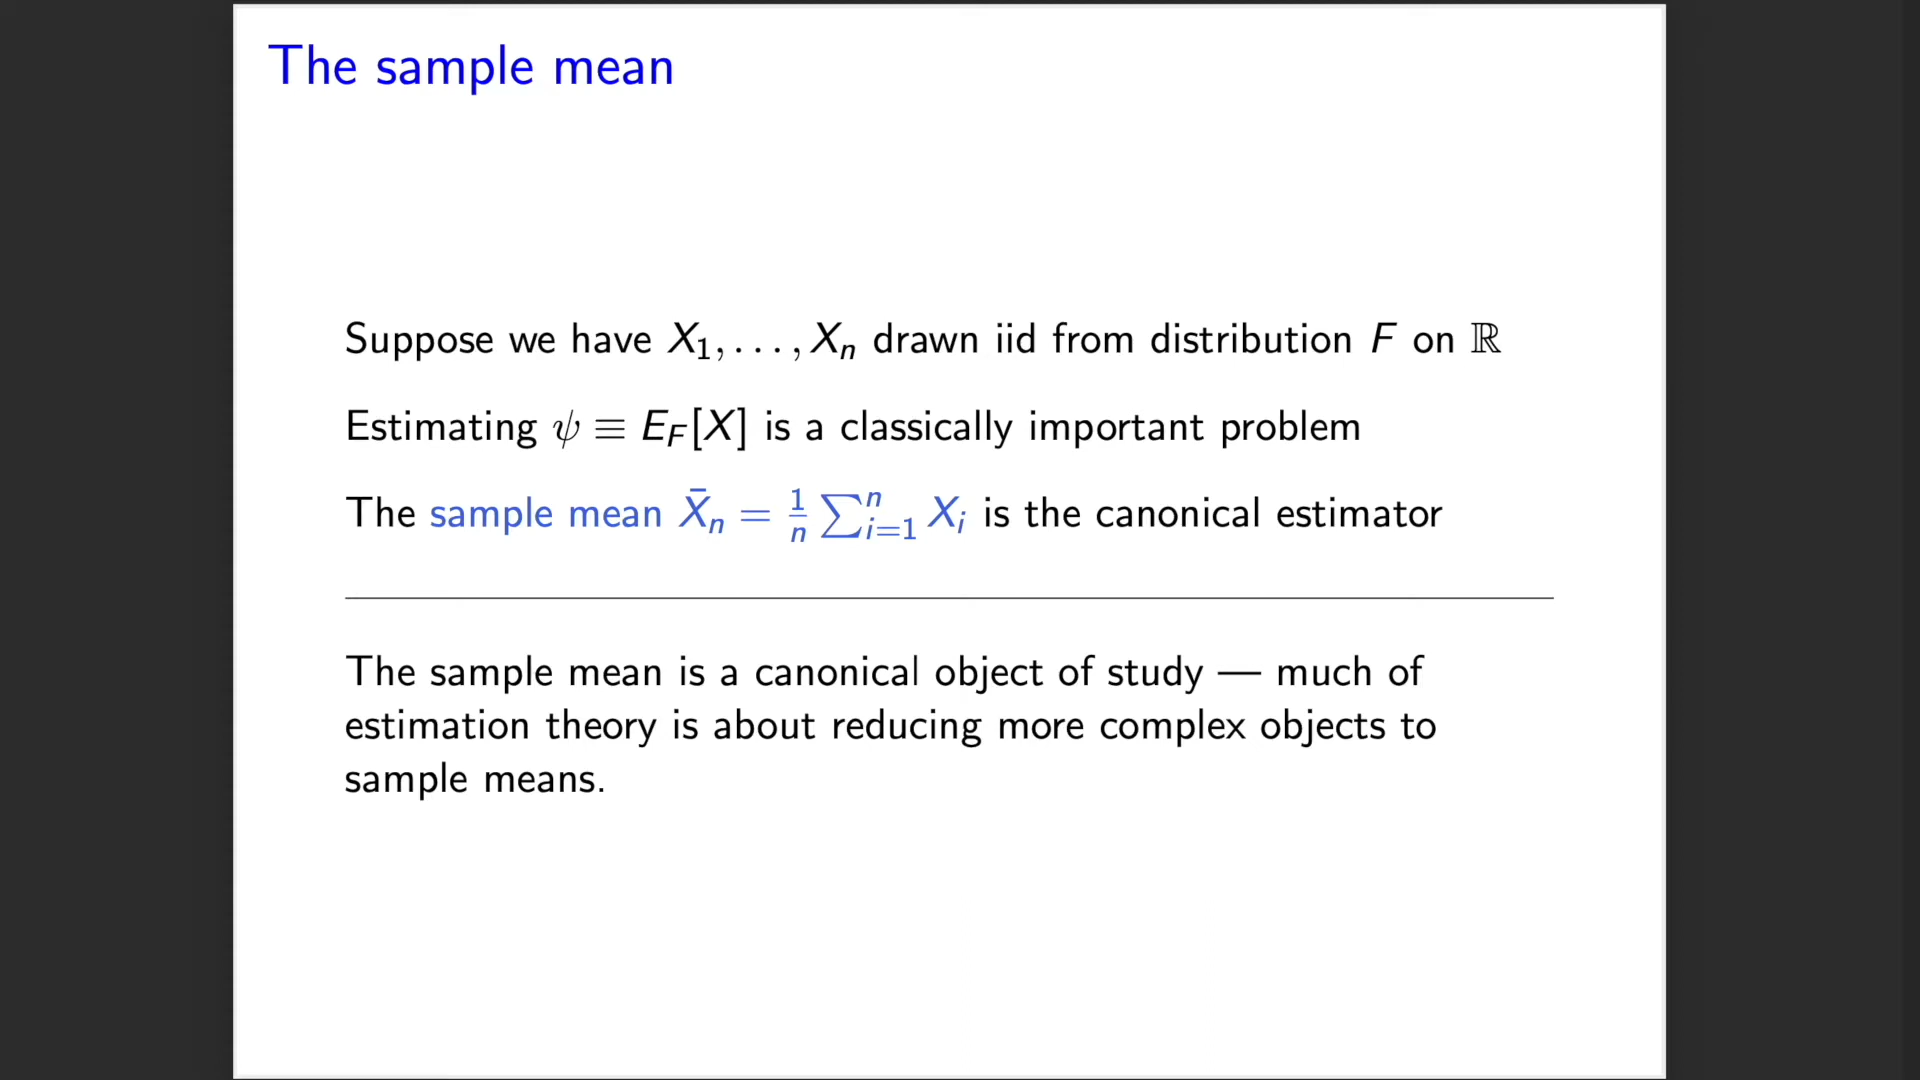 The sample mean
Suppose we have X₁, . . . , Xₙ drawn iid from distribution F on ℝ
Estimating ψ ≡ E_F[X] is a classically important problem
The sample mean X̄ₙ = 1/n ∑ⁿᵢ₌₁ Xᵢ is the canonical estimator
The sample mean is a canonical object of study — much of
estimation theory is about reducing more complex objects to
sample means.